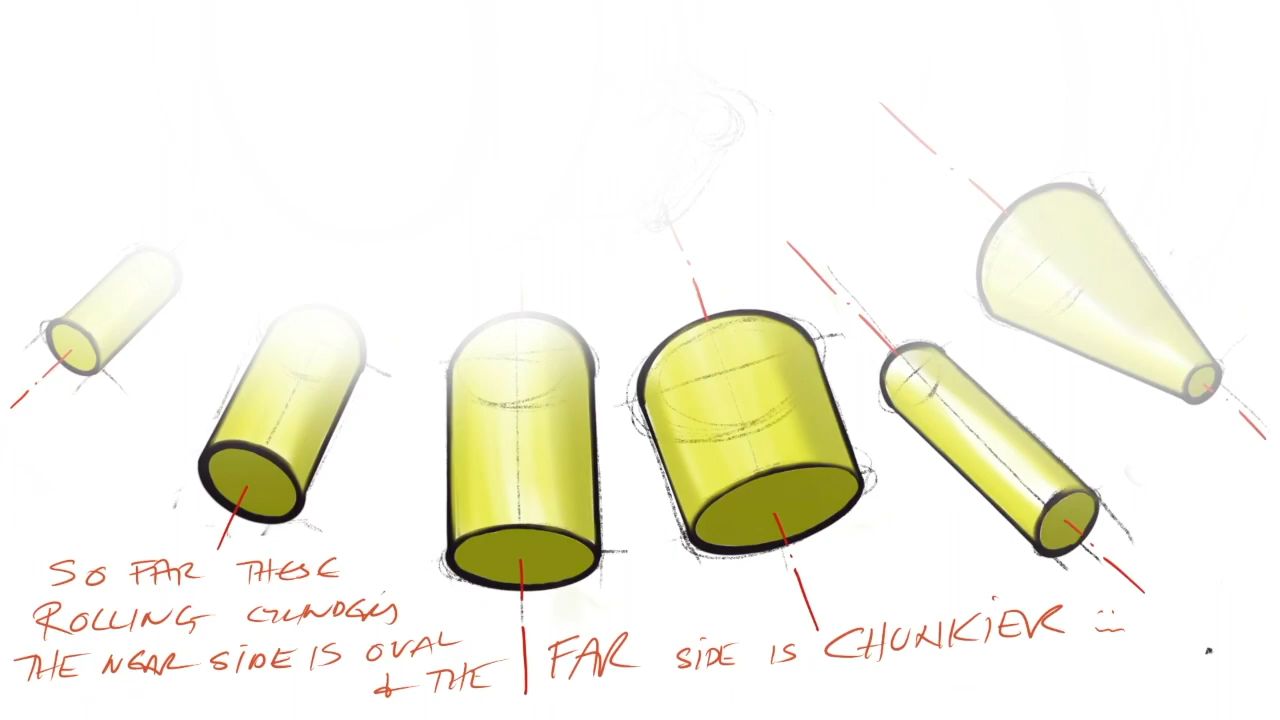 SO FAR THESE
ROLLING CYLINDERS
THE NEAR SIDE IS OVAL
& THE FAR SIDE IS CHUNKIER